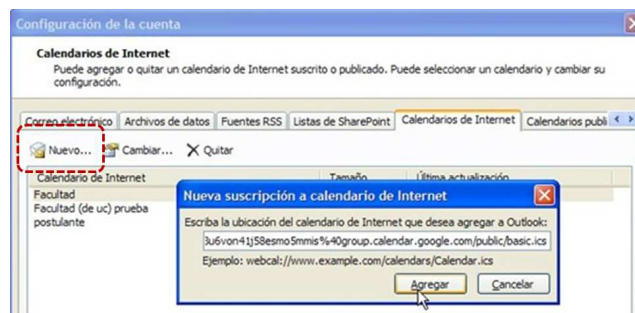 Configuración de la cuenta
Calendarios de Internet
Puede agregar o quitar un calendario de Internet suscrito o publicado. Puede seleccionar un calendario y cambiar su
configuración.
Correo electrónico Archivos de datos Fuentes RSS Listas de SharePoint Calendarios de Internet Calendarios publi
Nuevo... Cambiar... Quitar
Calendario de Internet Tamaño Última actualización
Facultad
Facultad (de uc) prueba
postulante
Nueva suscripción a calendario de Internet
Escriba la ubicación del calendario de Internet que desea agregar a Outlook:
3u6von41j58esmo5mmis%40group.calendar.google.com/public/basic.ics
Ejemplo: webcal://www.example.com/calendars/Calendar.ics
Agregar Cancelar